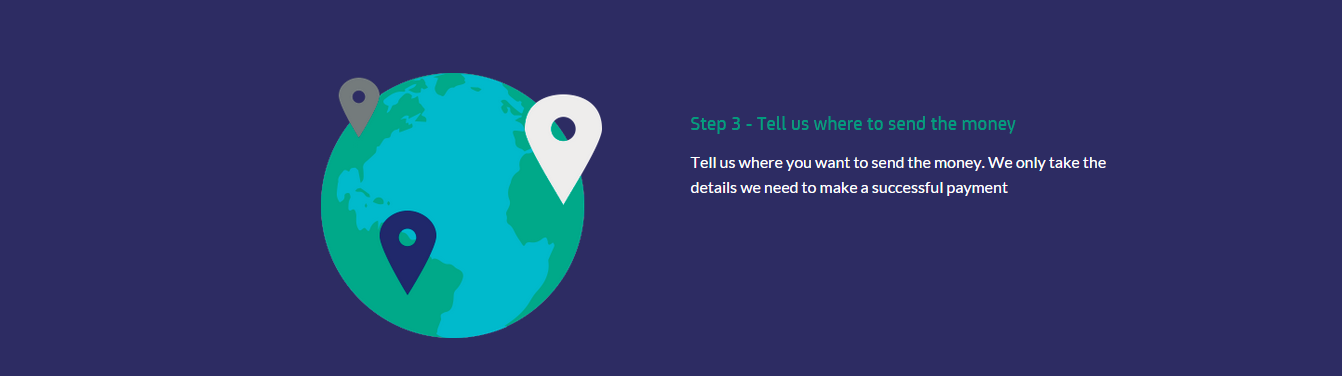 Step 3 - Tell us where to send the money
Tell us where you want to send the money. We only take the
details we need to make a successful payment